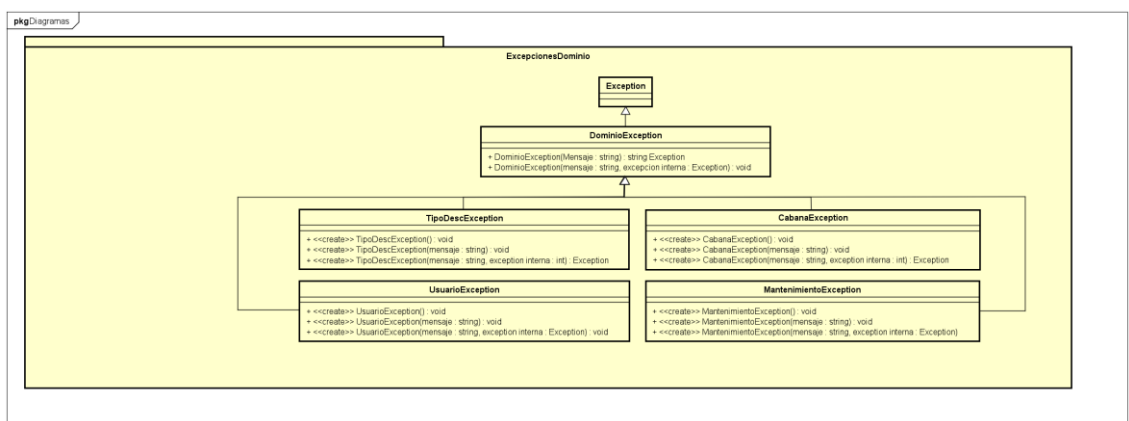 pkg Diagramas
ExcepcionesDominio
Exception
DominioException
+ DominioException(Mensaje : string) : string Exception
+ DominioException(mensaje : string, excepcion interna : Exception) : void
TipoDescException
+ <<create>> TipoDescException() : void
+ <<create>> TipoDescException(mensaje : string) : void
+ <<create>> TipoDescException(mensaje : string, exception interna : int) : Exception
CabanaException
+ <<create>> CabanaException() : void
+ <<create>> CabanaException(mensaje : string) : void
+ <<create>> CabanaException(mensaje : string, exception interna : int) : Exception
UsuarioException
+ <<create>> UsuarioException() : void
+ <<create>> UsuarioException(mensaje : string) : void
+ <<create>> UsuarioException(mensaje : string, exception interna : Exception) : void
MantenimientoException
+ <<create>> MantenimientoException() : void
+ <<create>> MantenimientoException(mensaje : string) : void
+ <<create>> MantenimientoException(mensaje : string, exception interna : Exception)